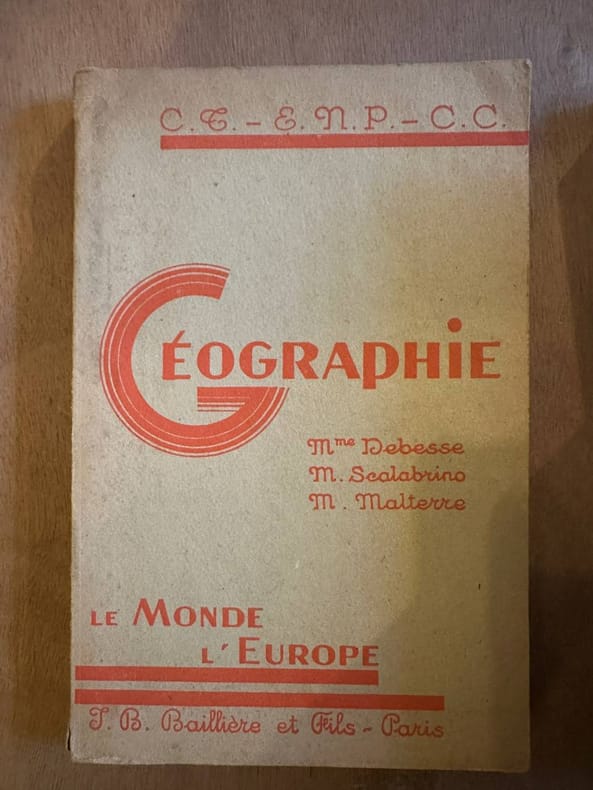 C.T. – E.N.P. – C.C.
GÉOGRAPHIE
Mme Debesse
M. Scalabrino
M. Malterre
LE MONDE
L'EUROPE
J. B. Baillière et Fils - Paris